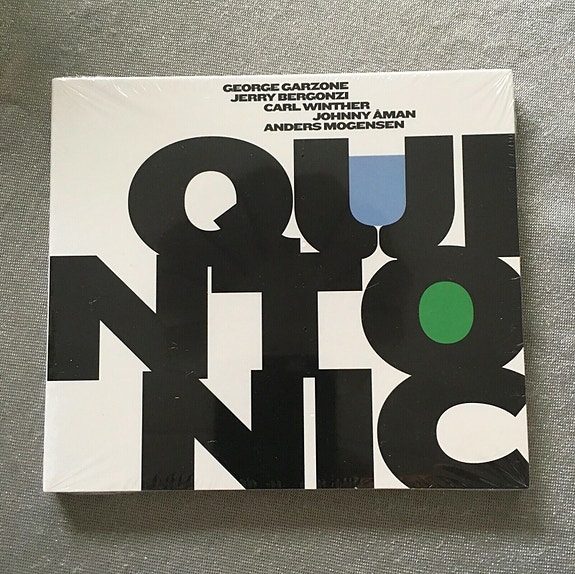 GEORGE GARZONE
JERRY BERGONZI
CARL WINTHER
JOHNNY ÅMAN
ANDERS MOGENSEN
QUI
NTO
NIC